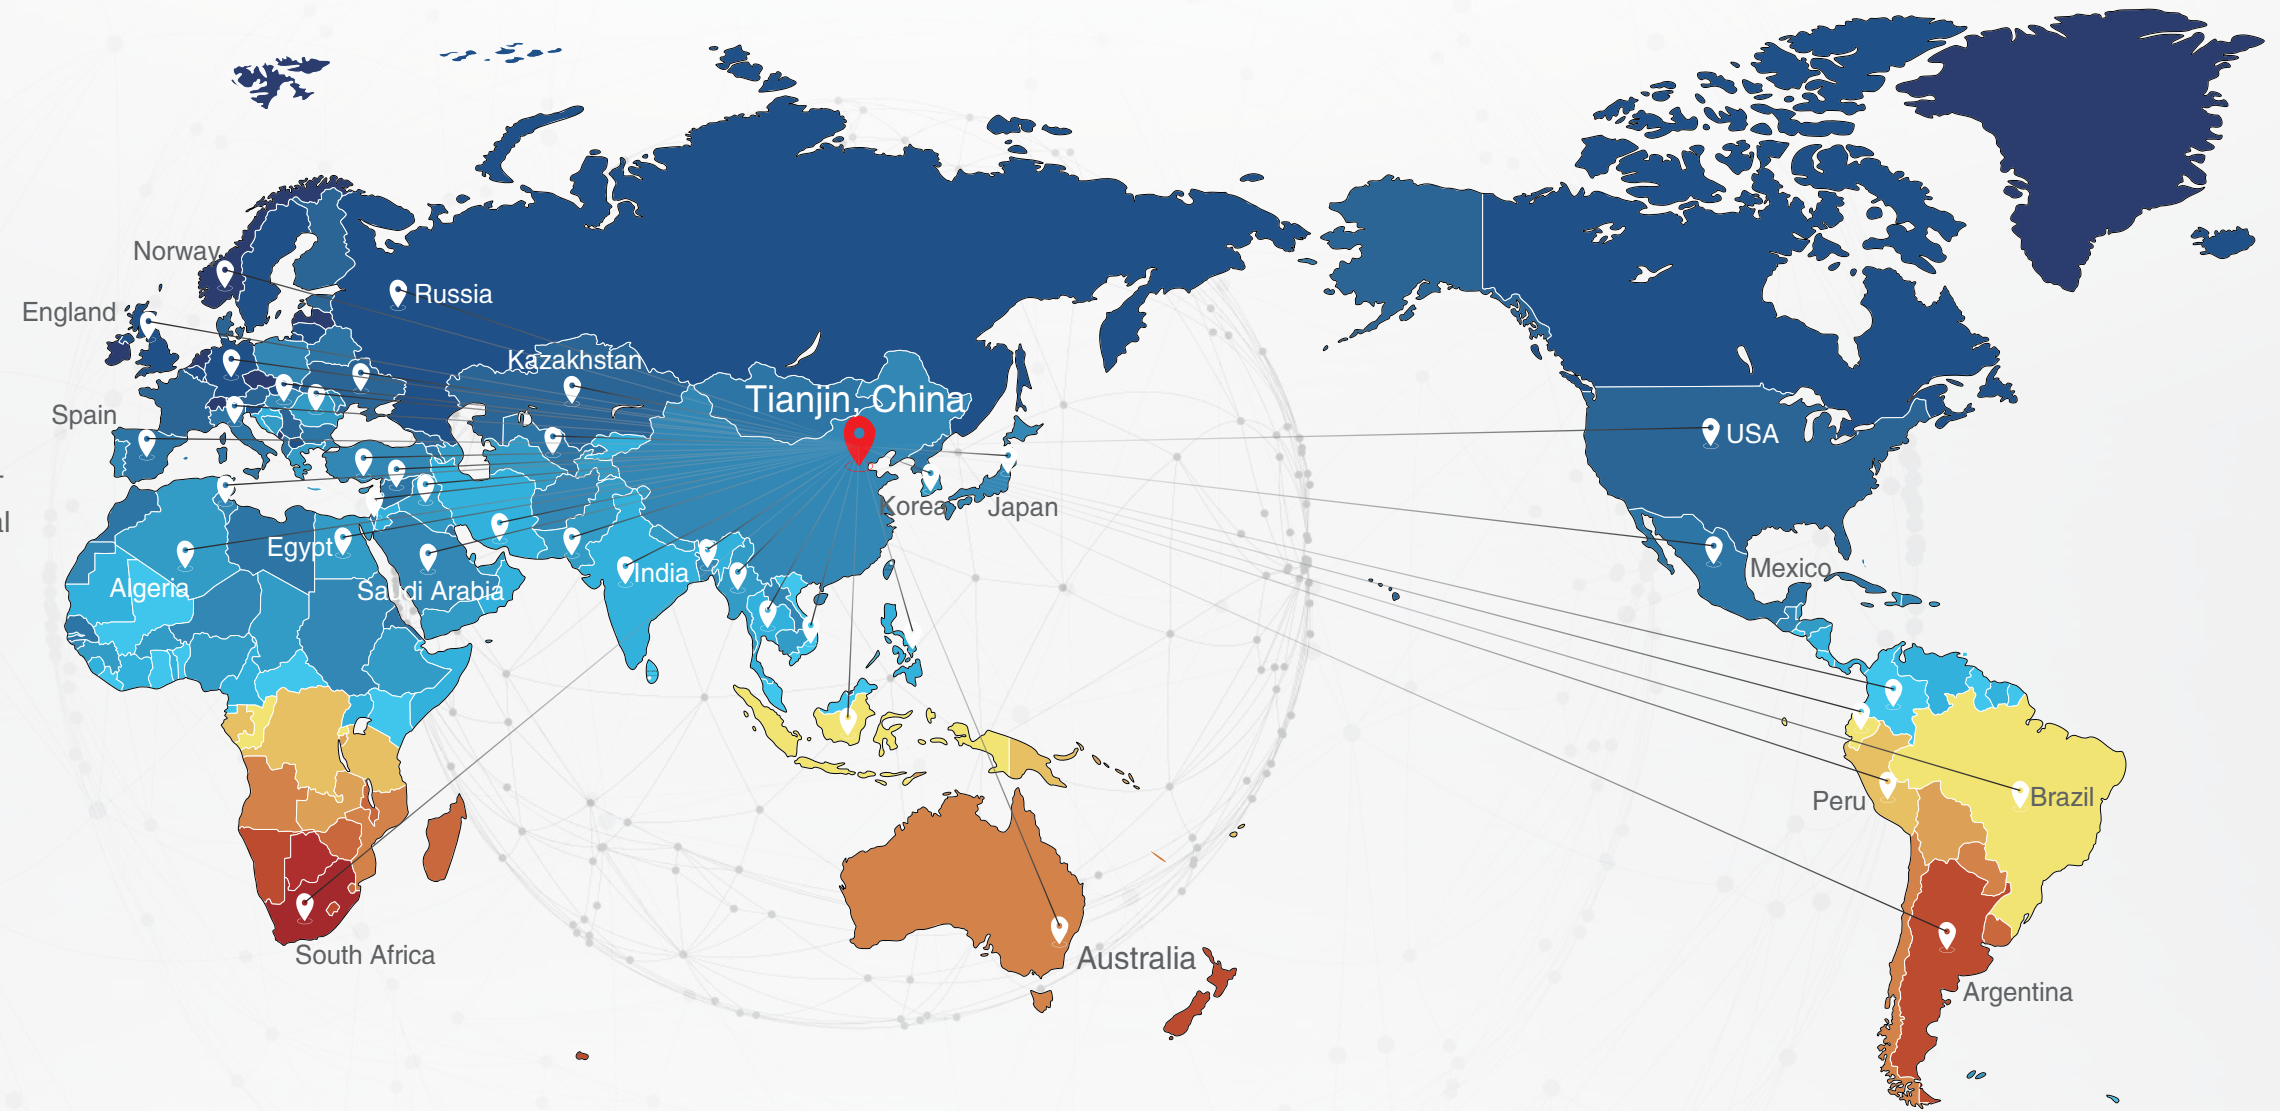 Norway
England
Russia
Kazakhstan
Tianjin, China
Spain
USA
Korea
Japan
Egypt
Mexico
Algeria
Saudi Arabia
India
Peru
Brazil
South Africa
Australia
Argentina